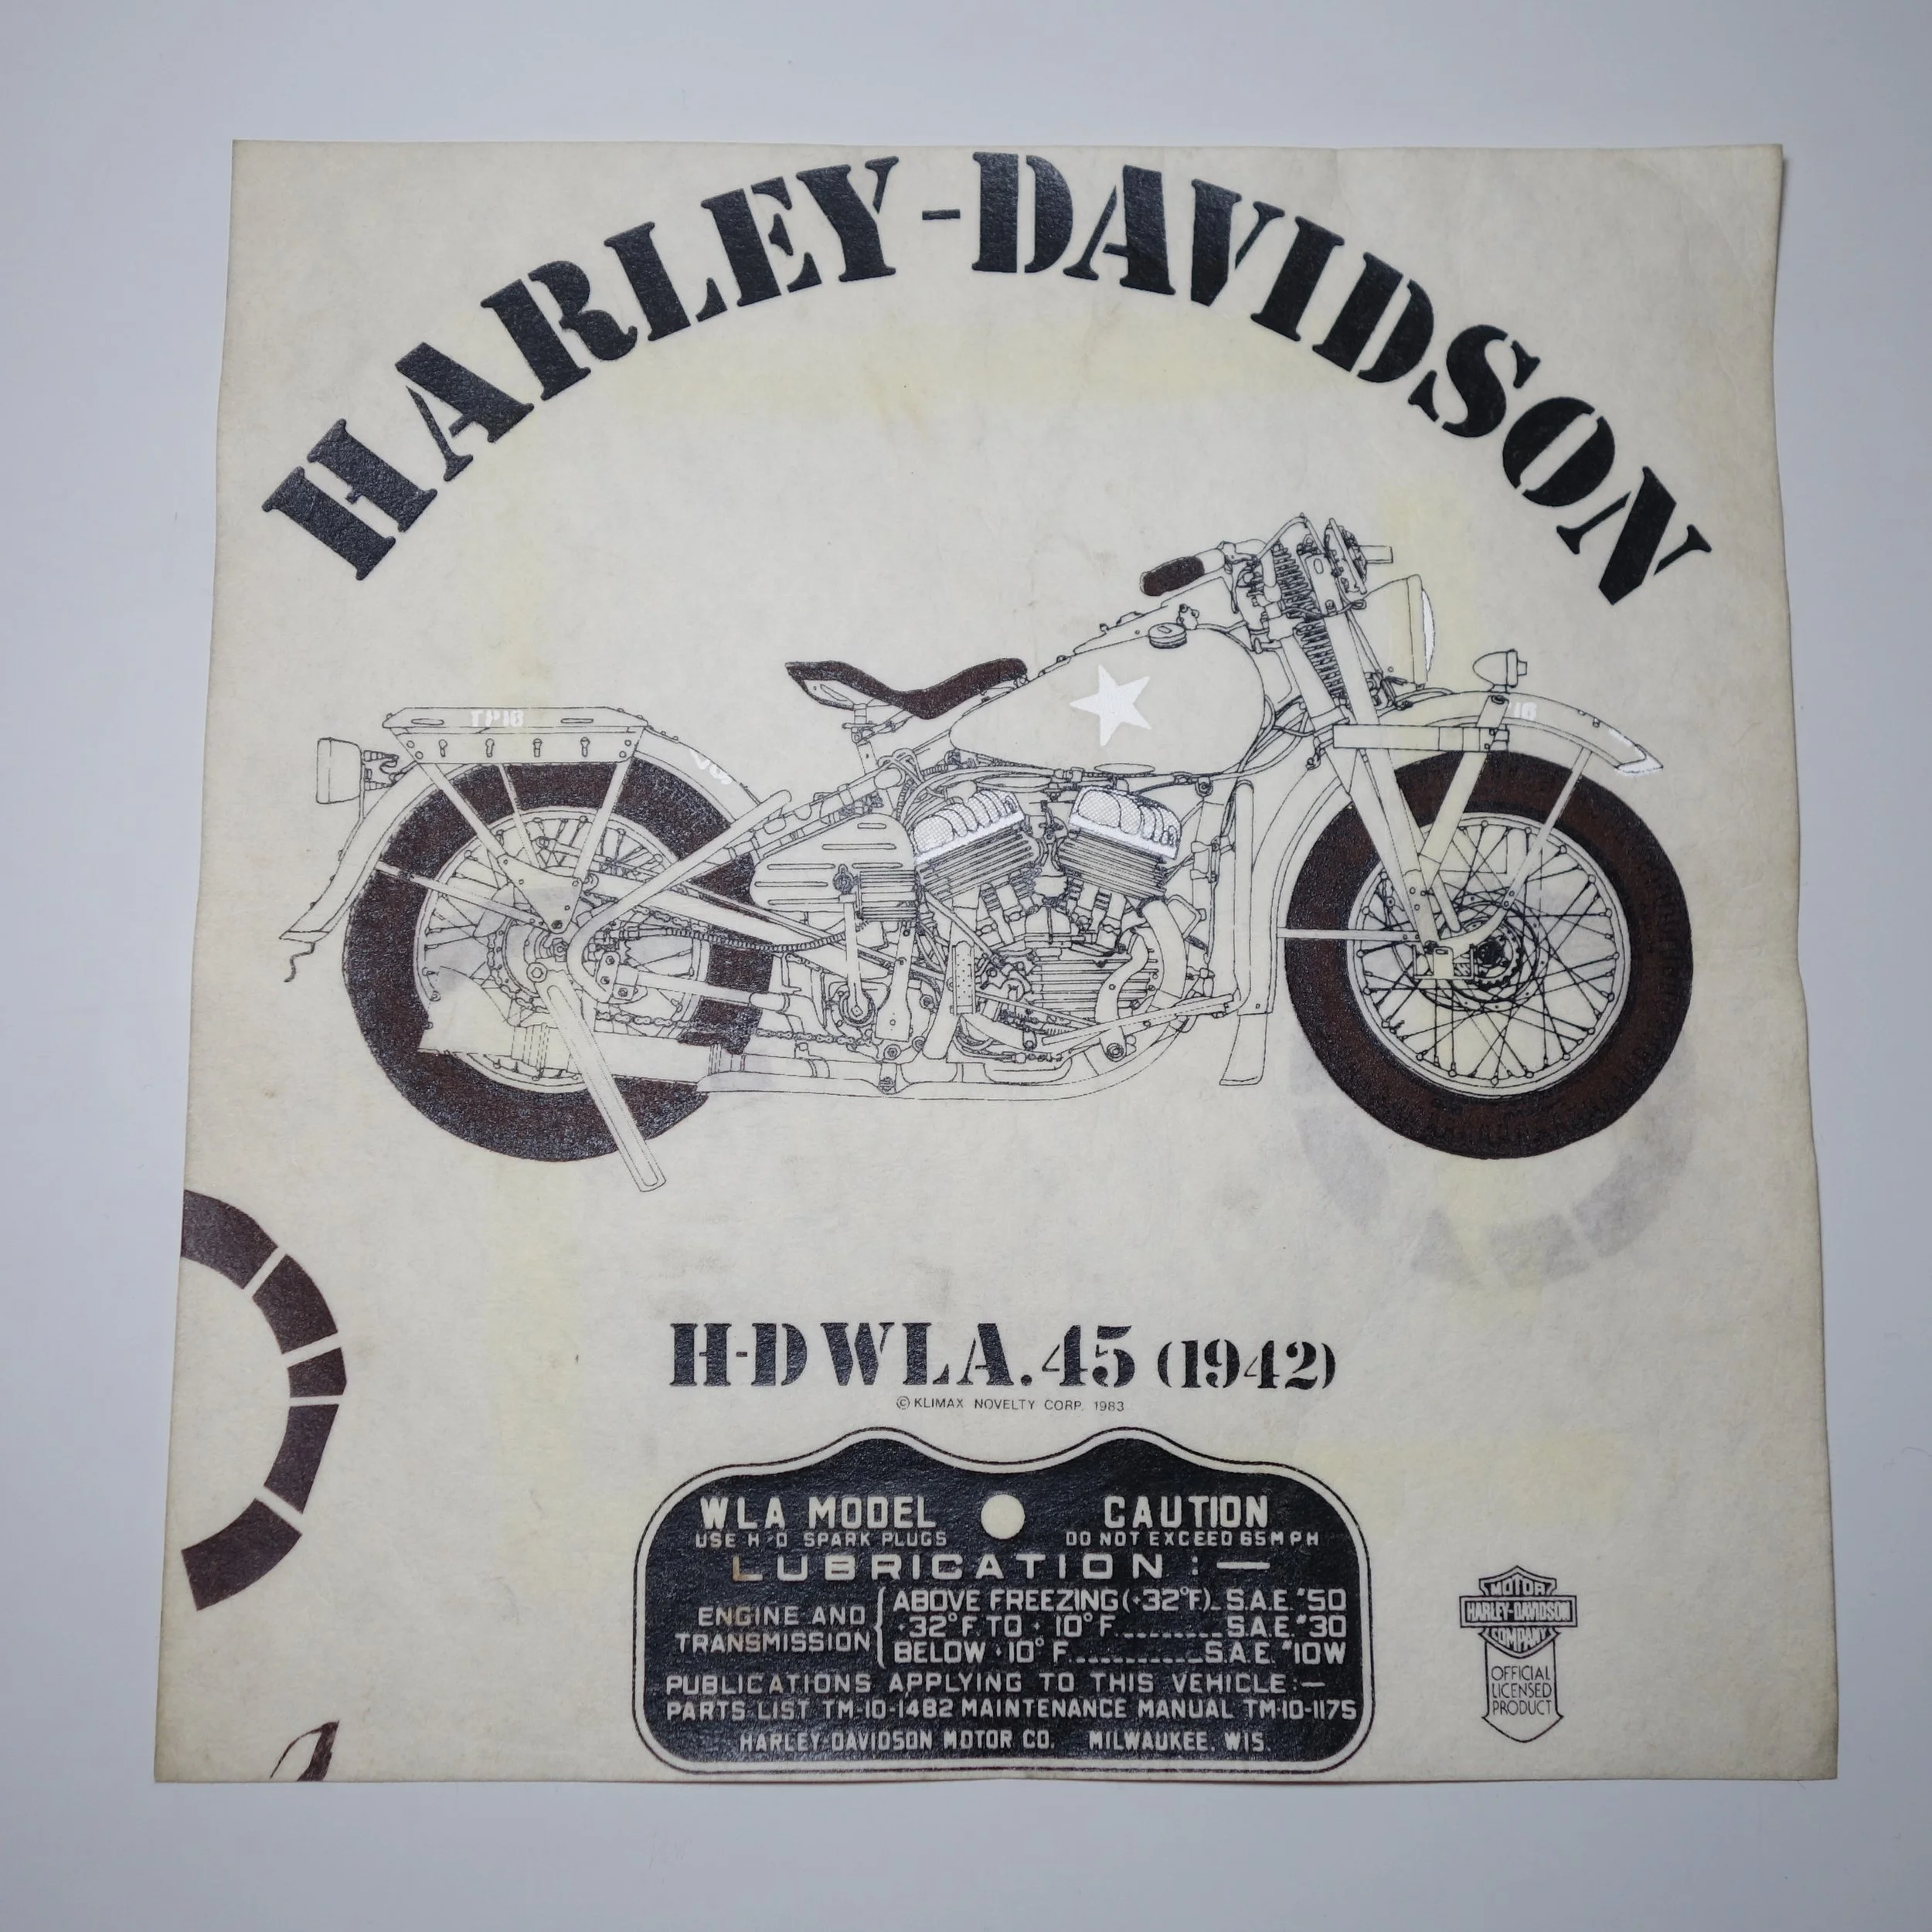 HARLEY-DAVIDSON
TP16
16
H-D WLA.45 (1942)
© KLIMAX NOVELTY CORP. 1983
WLA MODEL
USE H-D SPARK PLUGS
CAUTION
DO NOT EXCEED 65 MPH
LUBRICATION :—
ENGINE AND
TRANSMISSION
ABOVE FREEZING (+32°F) S.A.E. #50
+32°F. TO + 10° F. ......... S.A.E. #30
BELOW +10° F. ........... S.A.E. #10W
PUBLICATIONS APPLYING TO THIS VEHICLE:—
PARTS LIST TM-10-1482 MAINTENANCE MANUAL TM-10-1175
HARLEY-DAVIDSON MOTOR CO. MILWAUKEE, WIS.
MOTOR
HARLEY-DAVIDSON
COMPANY
OFFICIAL
LICENSED
PRODUCT